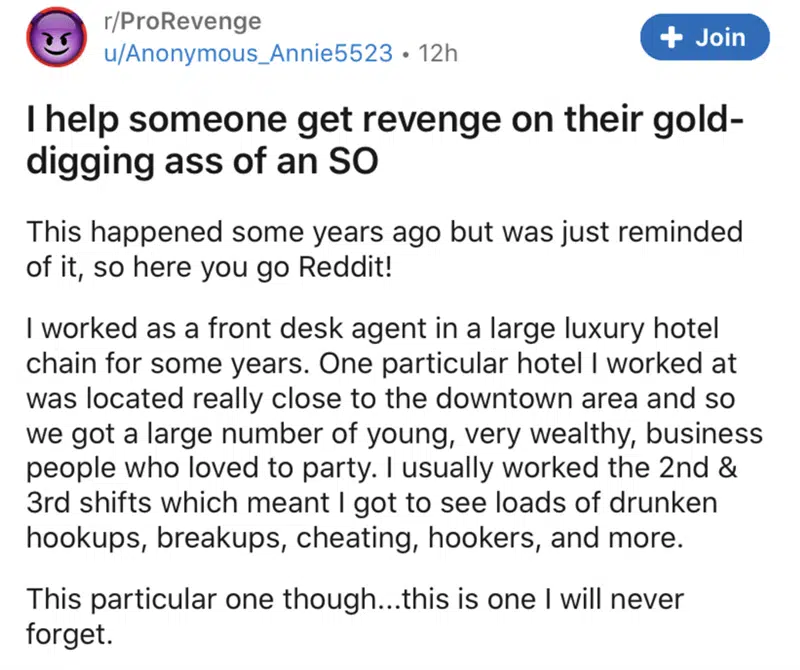 r/ProRevenge
u/Anonymous_Annie5523 • 12h
+ Join
I help someone get revenge on their gold-
digging ass of an SO
This happened some years ago but was just reminded
of it, so here you go Reddit!
I worked as a front desk agent in a large luxury hotel
chain for some years. One particular hotel I worked at
was located really close to the downtown area and so
we got a large number of young, very wealthy, business
people who loved to party. I usually worked the 2nd &
3rd shifts which meant I got to see loads of drunken
hookups, breakups, cheating, hookers, and more.
This particular one though...this is one I will never
forget.